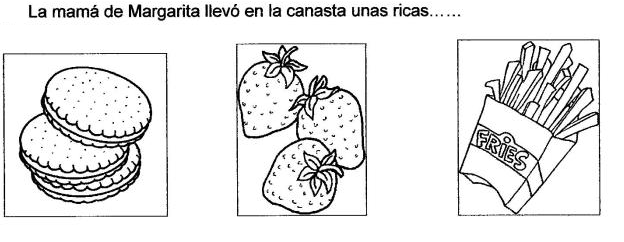 La mamá de Margarita llevó en la canasta unas ricas......
FRIES